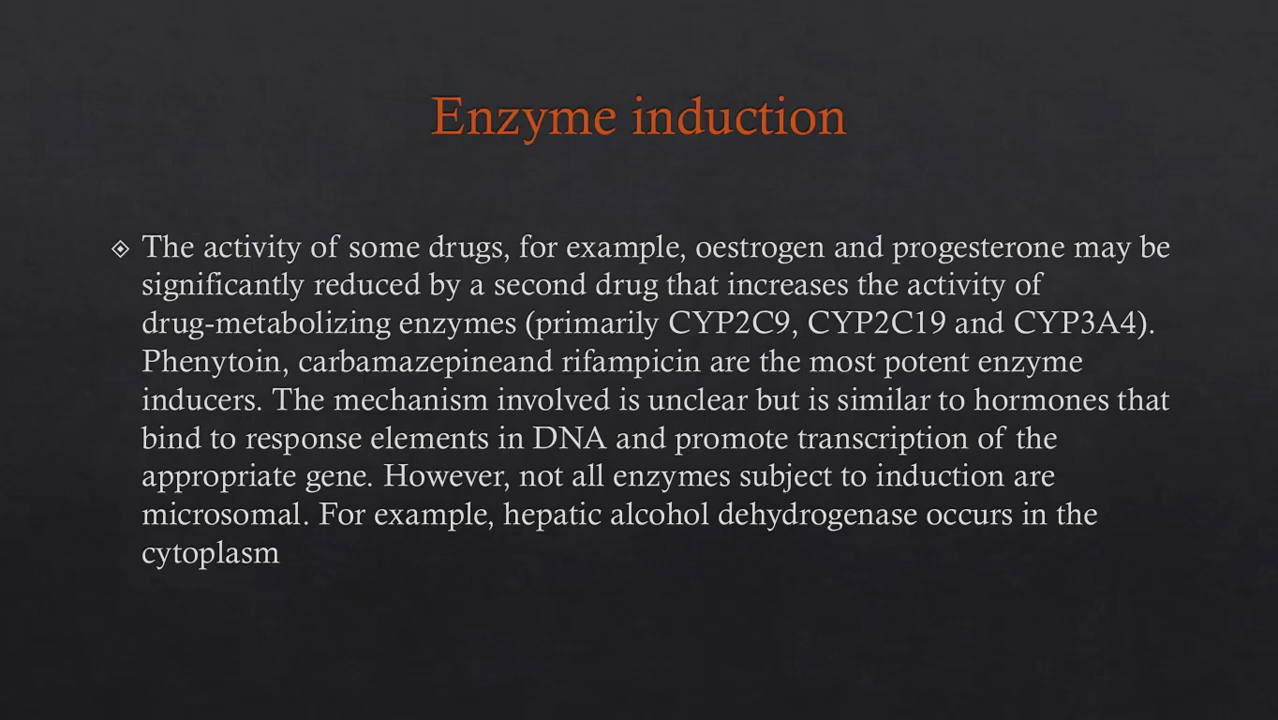 Enzyme induction
The activity of some drugs, for example, oestrogen and progesterone may be
significantly reduced by a second drug that increases the activity of
drug-metabolizing enzymes (primarily CYP2C9, CYP2C19 and CYP3A4).
Phenytoin, carbamazepineand rifampicin are the most potent enzyme
inducers. The mechanism involved is unclear but is similar to hormones that
bind to response elements in DNA and promote transcription of the
appropriate gene. However, not all enzymes subject to induction are
microsomal. For example, hepatic alcohol dehydrogenase occurs in the
cytoplasm